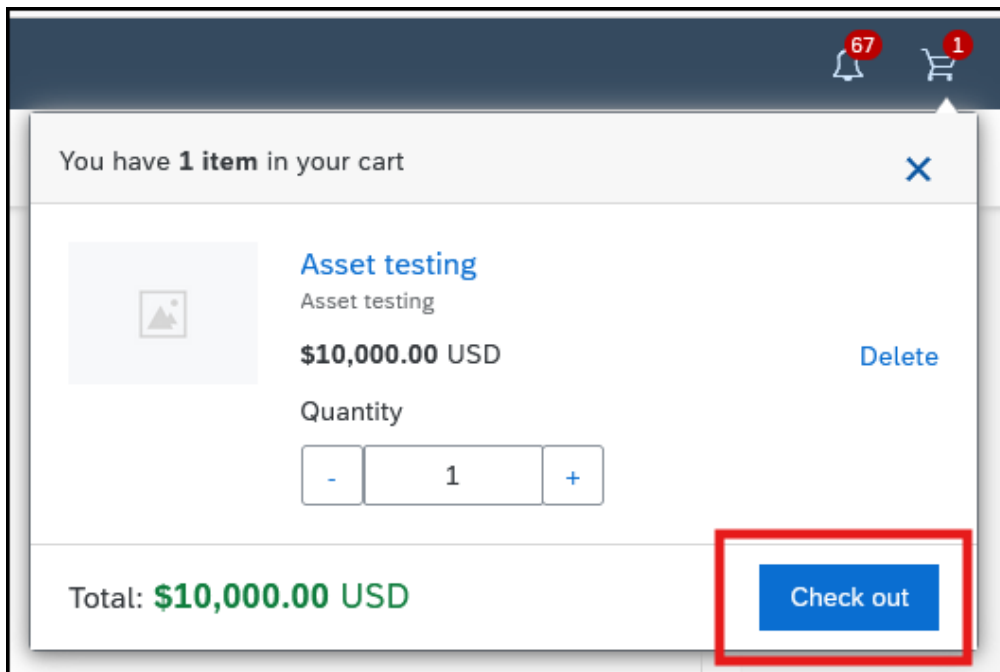 67
1
You have 1 item in your cart
Asset testing
Asset testing
$10,000.00 USD
Delete
Quantity
- 1 +
Total: $10,000.00 USD
Check out